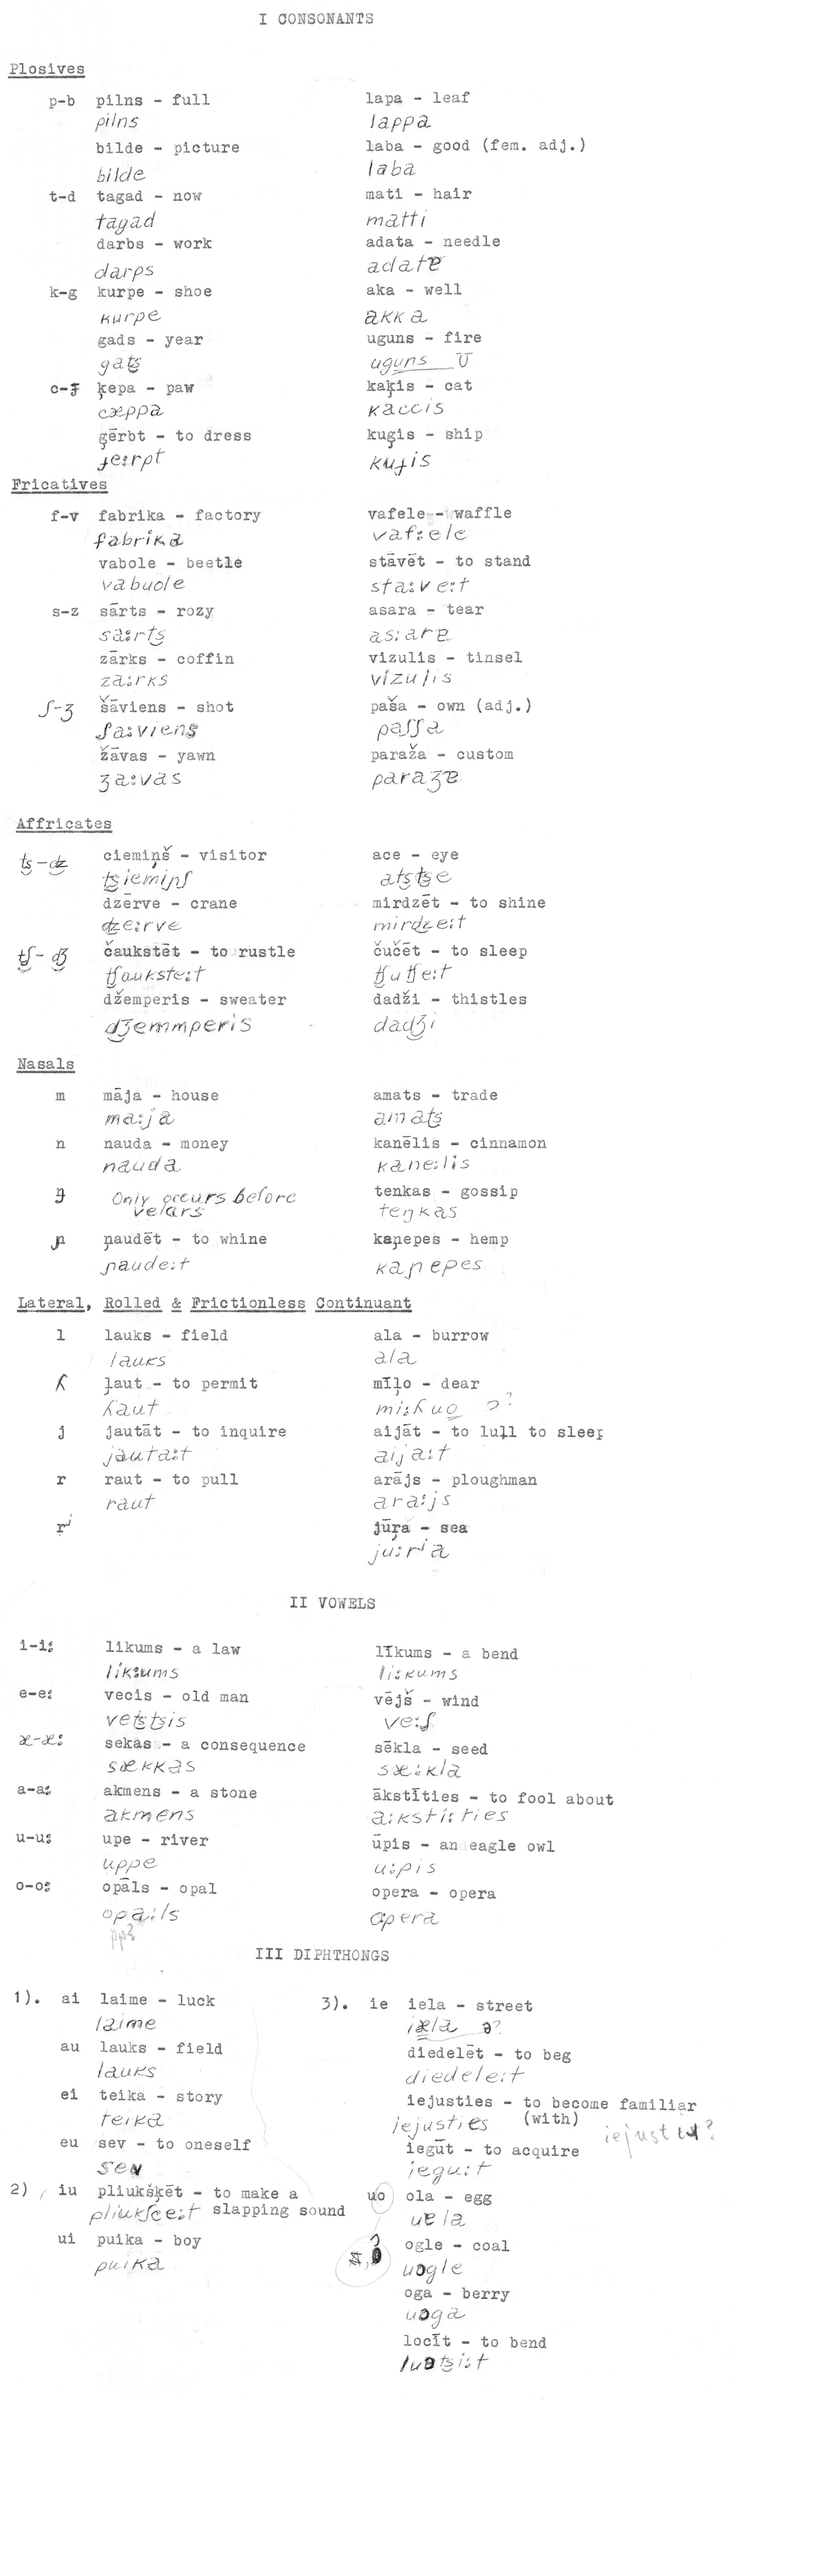 I CONSONANTS
Plosives
p-b pilns - full lapa - leaf
pilns lappa
bilde - picture laba - good (fem. adj.)
bilde laba
t-d tagad - now mati - hair
tagad matti
darbs - work adata - needle
darps adatɐ
k-g kurpe - shoe aka - well
kurpe akka
gads - year uguns - fire
gats uguns Ʊ
c-ɟ ķepa - paw kaķis - cat
cæppa kaccis
ģērbt - to dress kuģis - ship
ɟe:rpt kuɟis
Fricatives
f-v fabrika - factory vafele - waffle
fabrika vaf:ele
vabole - beetle stāvēt - to stand
vabuole sta:ve:t
s-z sārts - rozy asara - tear
sa:rts as:arɐ
zārks - coffin vizulis - tinsel
za:rks vizulis
ʃ-ʒ šāviens - shot paša - own (adj.)
ʃa:viens paʃʃa
žāvas - yawn paraža - custom
ʒa:vas paraʒɐ
Affricates
ts-dz ciemiņš - visitor ace - eye
tsiemiɲʃ atstse
dzērve - crane mirdzēt - to shine
dze:rve mirdze:t
tʃ-dʒ čaukstēt - to rustle čučēt - to sleep
tʃaukste:t tʃutʃe:t
džemperis - sweater dadži - thistles
dʒemmperis dadʒi
Nasals
m māja - house amats - trade
ma:ja amats
n nauda - money kanēlis - cinnamon
nauda kane:lis
ŋ Only occurs before tenkas - gossip
velars teŋkas
ɲ ņaudēt - to whine kaņepes - hemp
ɲaude:t kaɲepes
Lateral, Rolled & Frictionless Continuant
l lauks - field ala - burrow
lauks ala
ʎ ļaut - to permit mīļo - dear
ʎaut mi:ʎuo ɔ?
j jautāt - to inquire aijāt - to lull to sleep
jauta:t aija:t
r raut - to pull arājs - ploughman
raut ara:js
rʲ jūŗa - sea
ju:rʲa
II VOWELS
i-i: likums - a law līkums - a bend
lik:ums li:kums
e-e: vecis - old man vējš - wind
vetstsis ve:ʃ
æ-æ: sekas - a consequence sēkla - seed
sækkas sæ:kla
a-a: akmens - a stone ākstīties - to fool about
akmens a:ksti:ties
u-u: upe - river ūpis - an eagle owl
uppe u:pis
o-o: opāls - opal opera - opera
opa:ls opera
pp?
III DIPHTHONGS
1). ai laime - luck 3). ie iela - street
laime iæla ə?
au lauks - field diedelēt - to beg
lauks diedele:t
ei teika - story iejusties - to become familiar
teika iejusties (with)
eu sev - to oneself iegūt - to acquire
seu iegu:t
2) iu pliukšķēt - to make a uo ola - egg
pliukʃce:t slapping sound uɐla
ui puika - boy ogle - coal
puika uɔgle
oga - berry
uɔga
locīt - to bend
luɔtsi:t